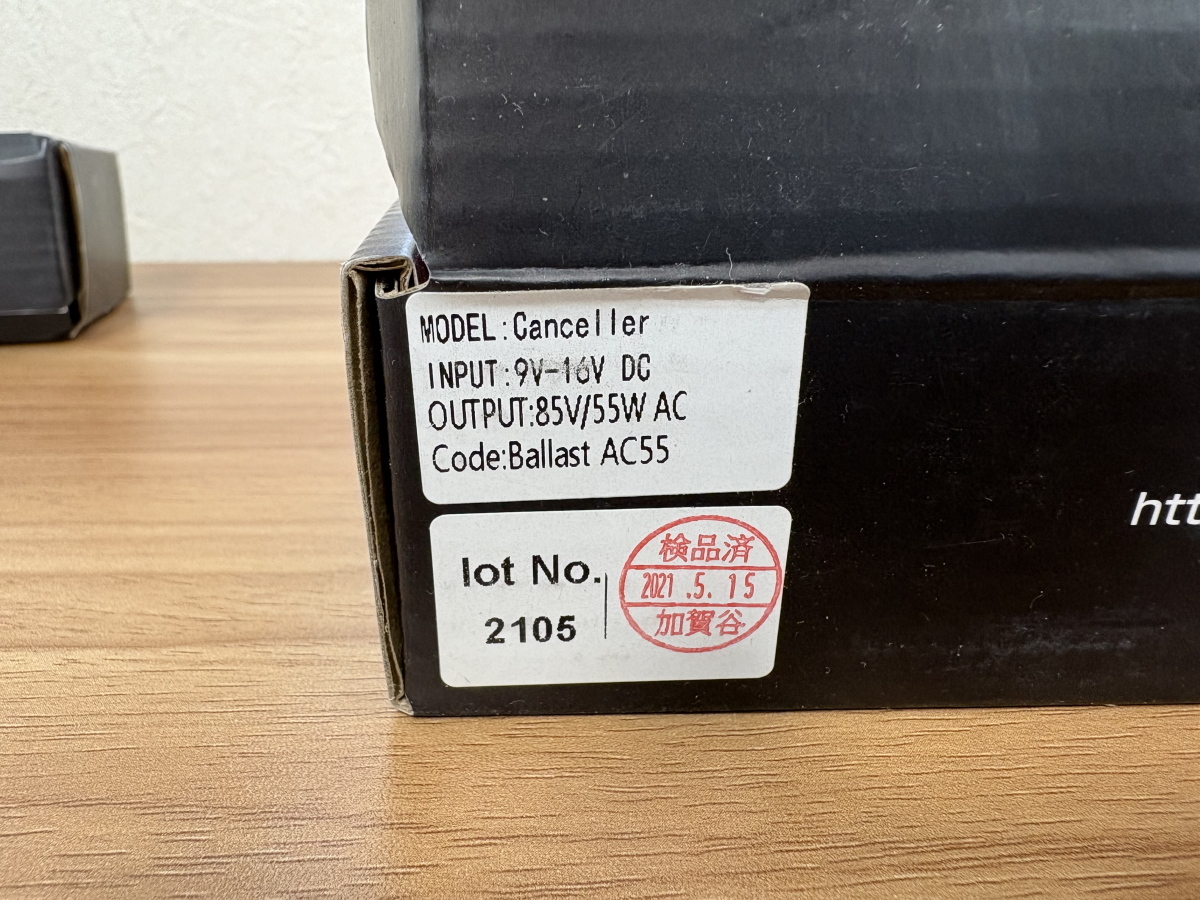 MODEL:Canceller
INPUT:9V-16V DC
OUTPUT:85V/55W AC
Code:Ballast AC55
lot No.
2105
検品済
2021.5.15
加賀谷
htt